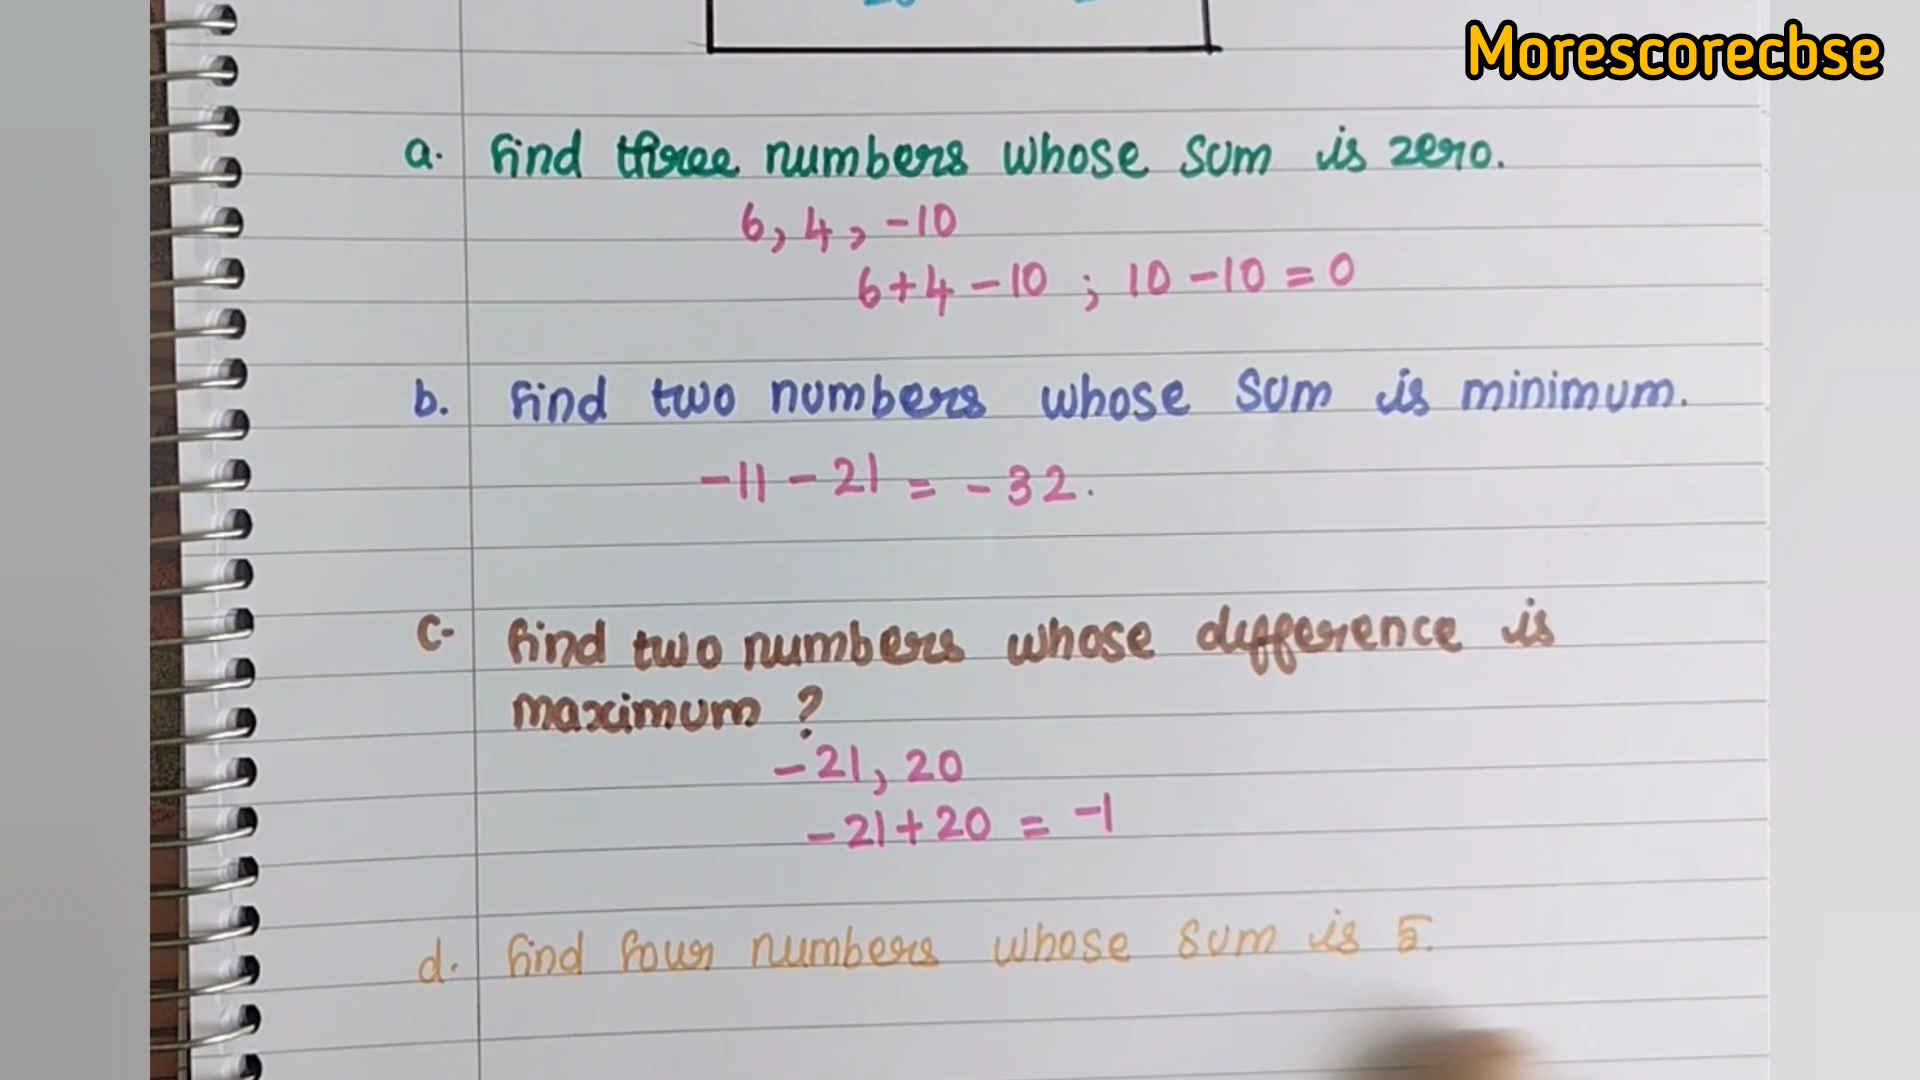 Morescorecbse
a. find three numbers whose sum is zero.
6, 4, -10
6+4-10 ; 10-10=0
b. find two numbers whose sum is minimum.
-11-21 = -32.
c- find two numbers whose difference is
maximum ?
-21, 20
-21+20 = -1
d. find four numbers whose sum is 5.